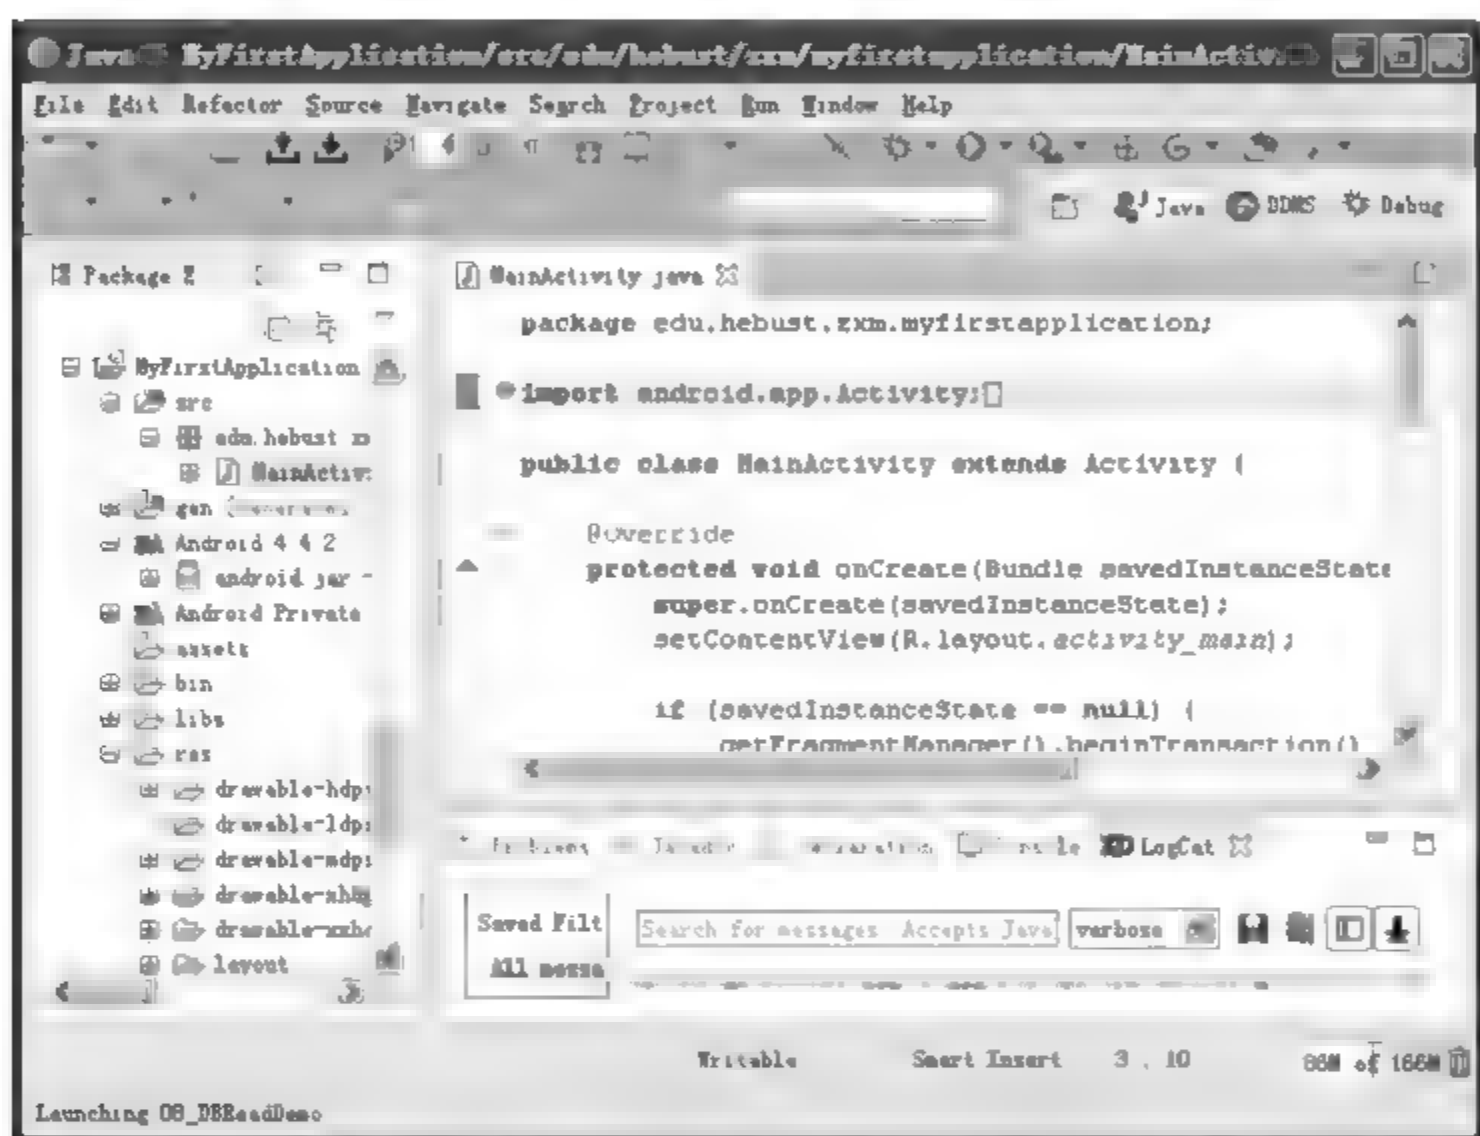 Java MyFirstApplication/src/edu/hebust/zxm/myfirstapplication/MainActiv
File Edit Refactor Source Navigate Search Project Run Window Help
Java DDMS Debug
Package E
MyFirstApplication
src
edu.hebust
MainActiv
gen
Android 4.4.2
android.jar -
Android Private
assets
bin
libs
res
drawable-hdp
drawable-ldp
drawable-mdp
drawable-xh
drawable-xxh
layout
MainActivity.java
package edu.hebust.zxm.myfirstapplication;
import android.app.Activity;
public class MainActivity extends Activity {
@Override
protected void onCreate(Bundle savedInstanceState
super.onCreate(savedInstanceState);
setContentView(R.layout.activity_main);
if (savedInstanceState == null) {
getFragmentManager().beginTransaction()
LogCat
Saved Filt
All messa
Search for messages. Accepts Java
verbose
Writable Smart Insert 3 : 10 86M of 166M
Launching 08_DBReadDemo